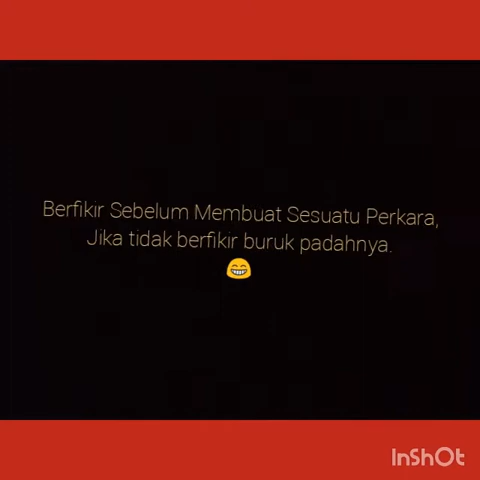 Berfikir Sebelum Membuat Sesuatu Perkara,
Jika tidak berfikir buruk padahnya.
😁
InShOt